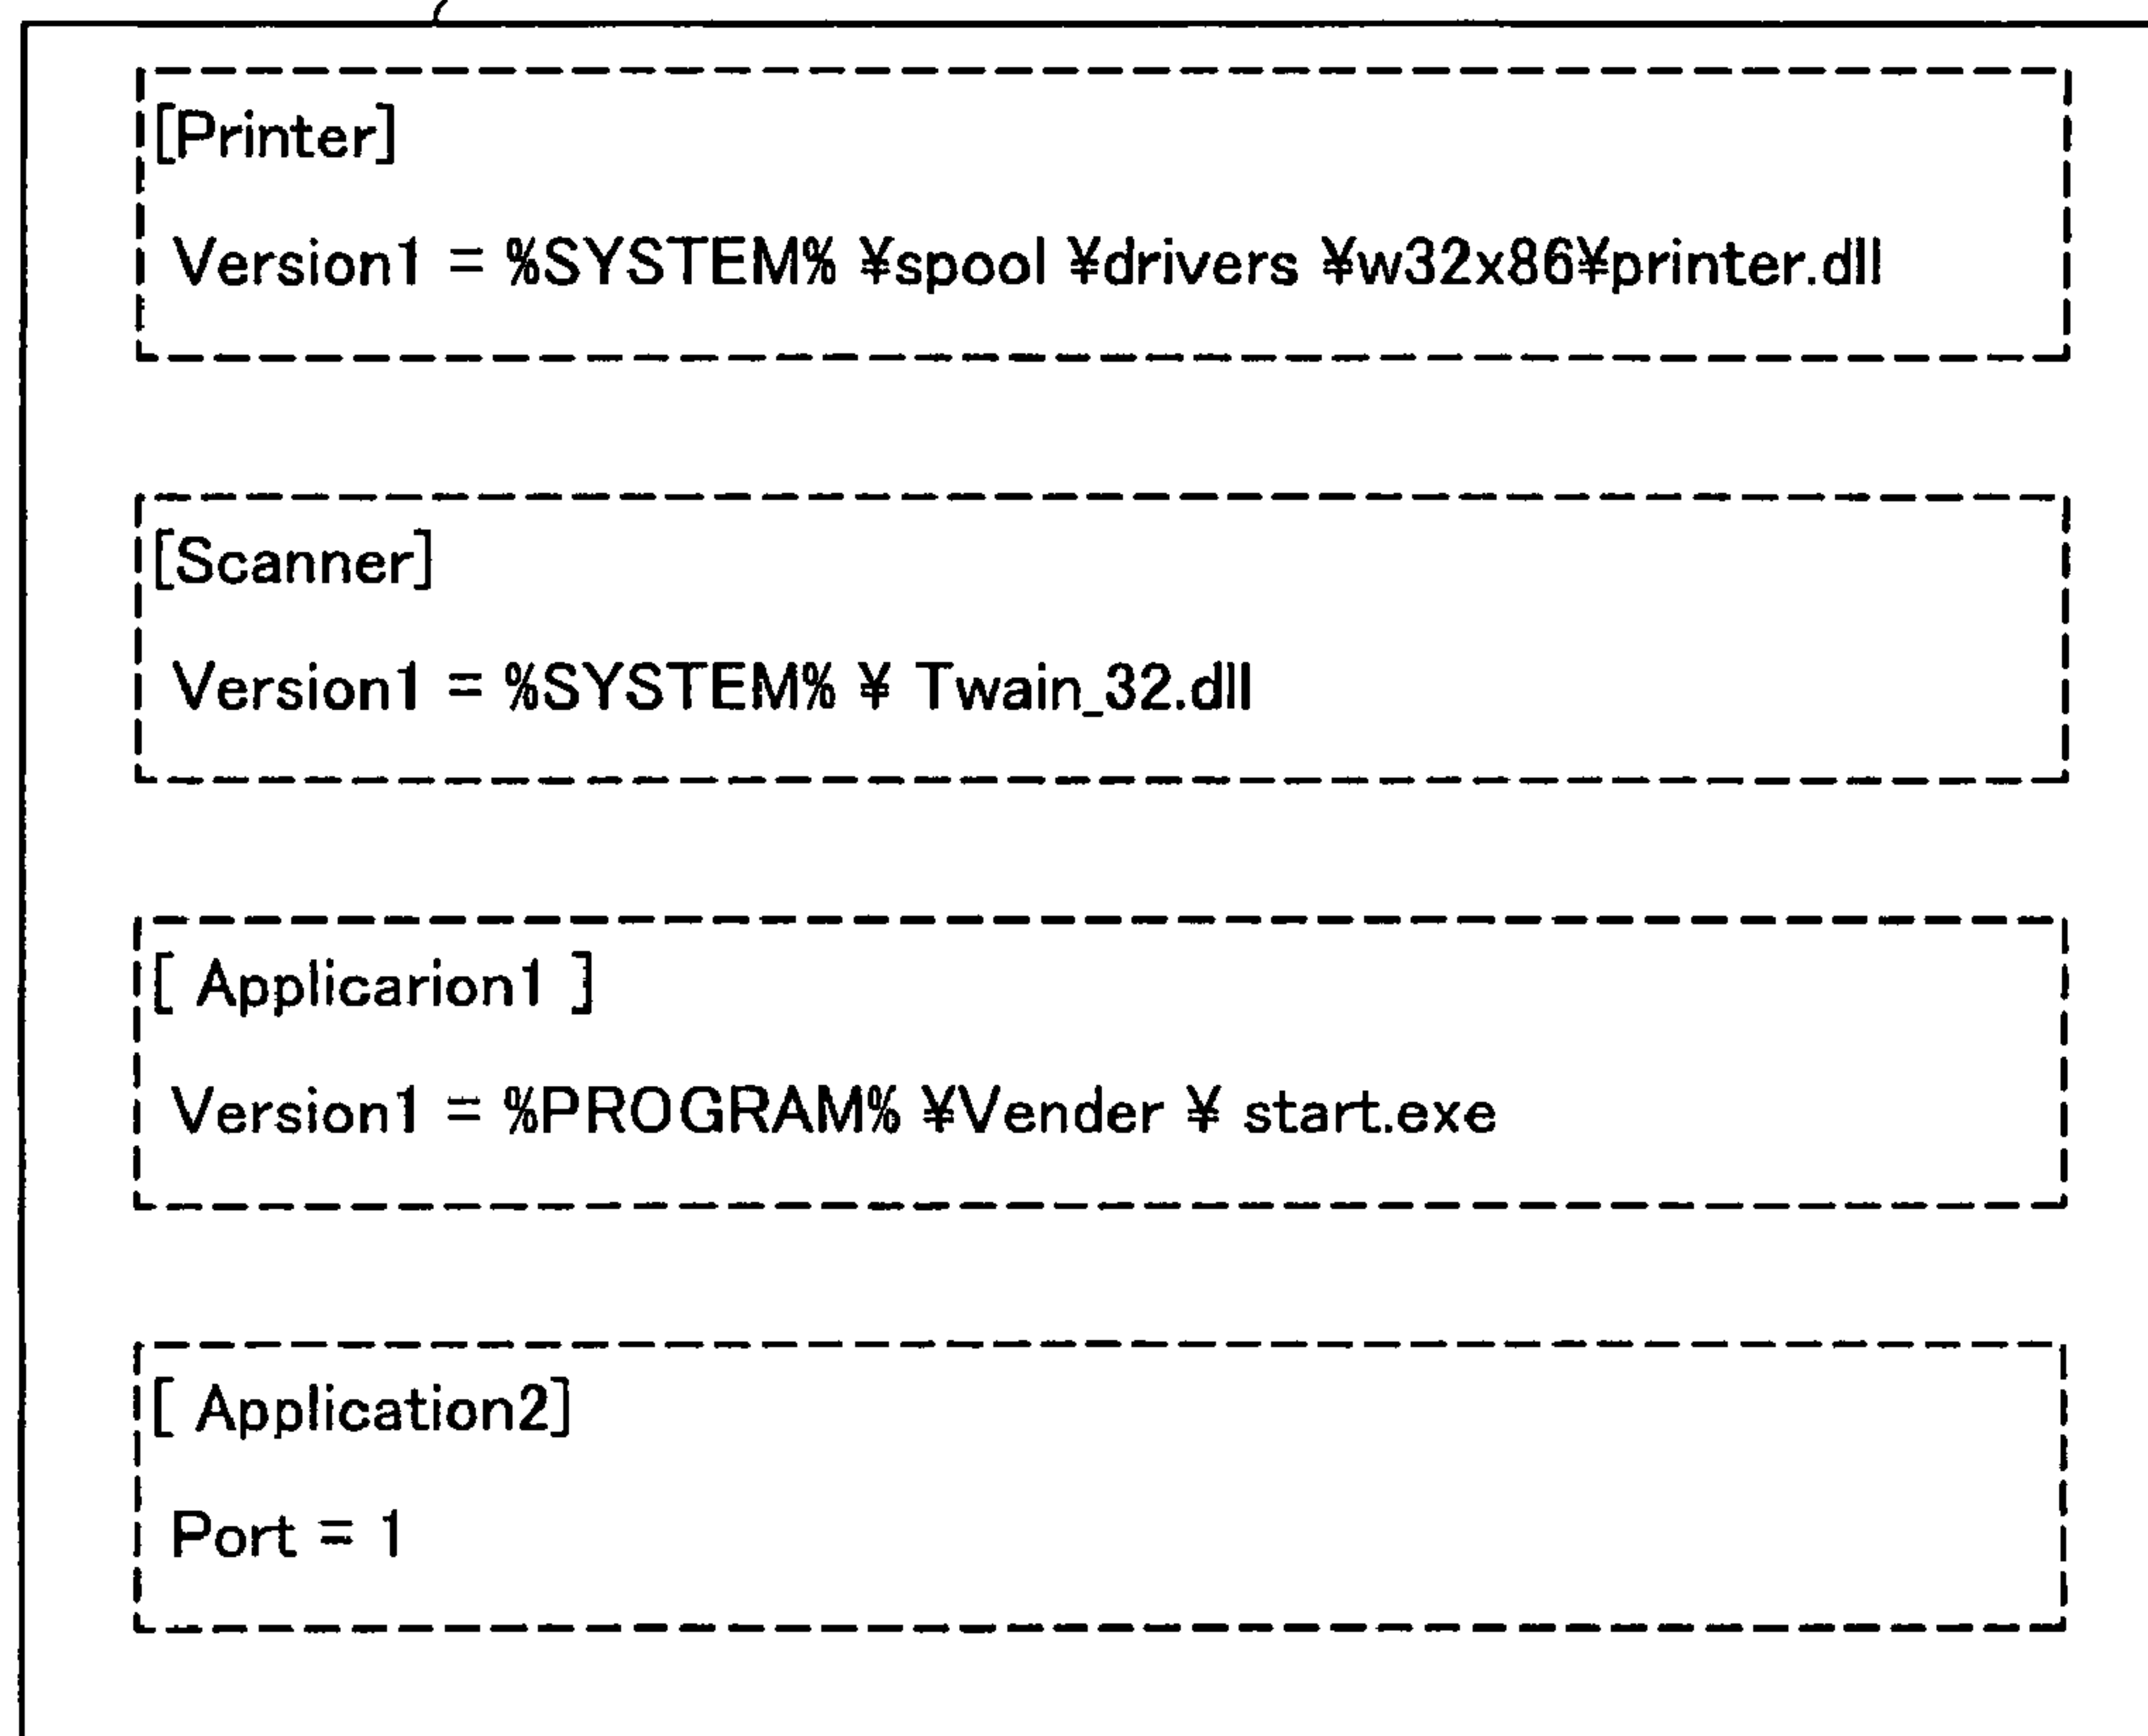 [Printer]
Version1 = %SYSTEM% ¥spool ¥drivers ¥w32x86¥printer.dll
[Scanner]
Version1 = %SYSTEM% ¥ Twain_32.dll
[ Applicarion1 ]
Version1 = %PROGRAM% ¥Vender ¥ start.exe
[ Application2]
Port = 1